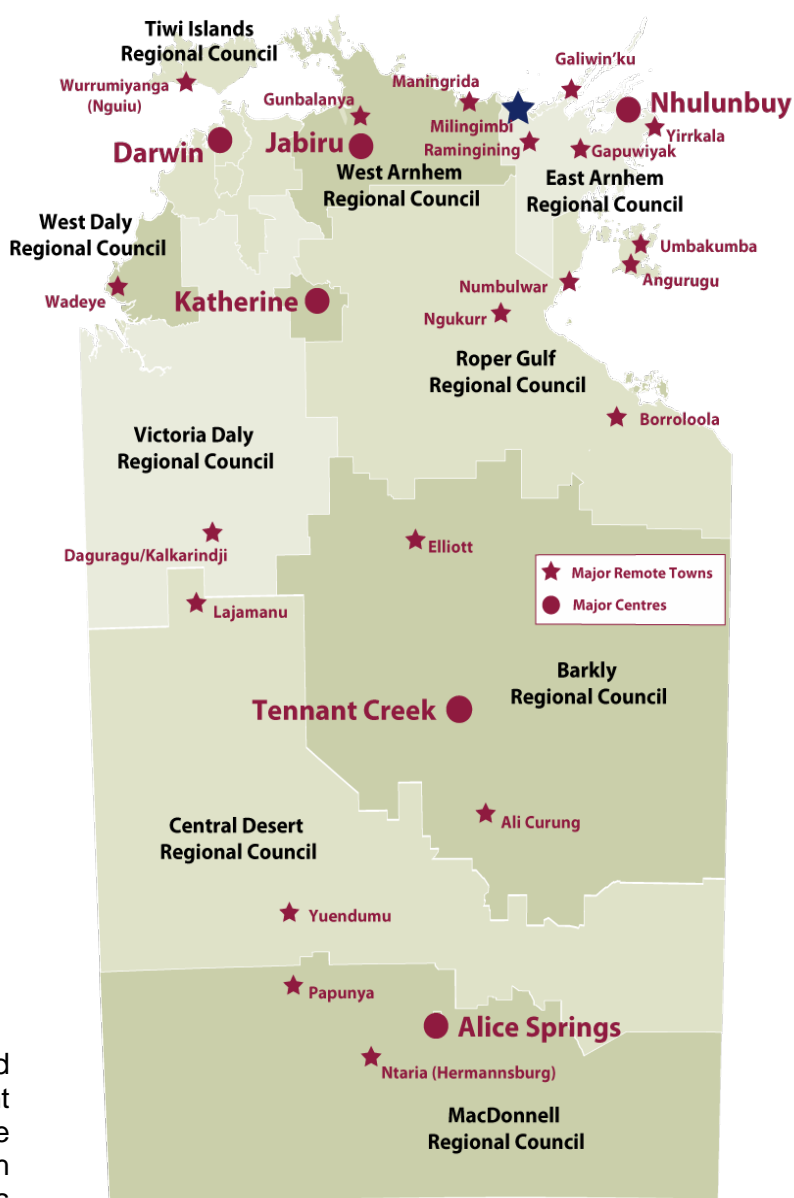 Tiwi Islands
Regional Council
Wurrumiyanga
(Nguiu)
Galiwin'ku
Maningrida
Gunbalanya
Nhulunbuy
Milingimbi
Yirrkala
Darwin
Jabiru
Ramingining
Gapuwiyak
West Arnhem
Regional Council
East Arnhem
Regional Council
West Daly
Regional Council
Umbakumba
Angurugu
Wadeye
Katherine
Numbulwar
Ngukurr
Roper Gulf
Regional Council
Borroloola
Victoria Daly
Regional Council
Daguragu/Kalkarindji
Elliott
Major Remote Towns
Major Centres
Lajamanu
Barkly
Regional Council
Tennant Creek
Central Desert
Regional Council
Ali Curung
Yuendumu
Papunya
Alice Springs
Ntaria (Hermannsburg)
MacDonnell
Regional Council